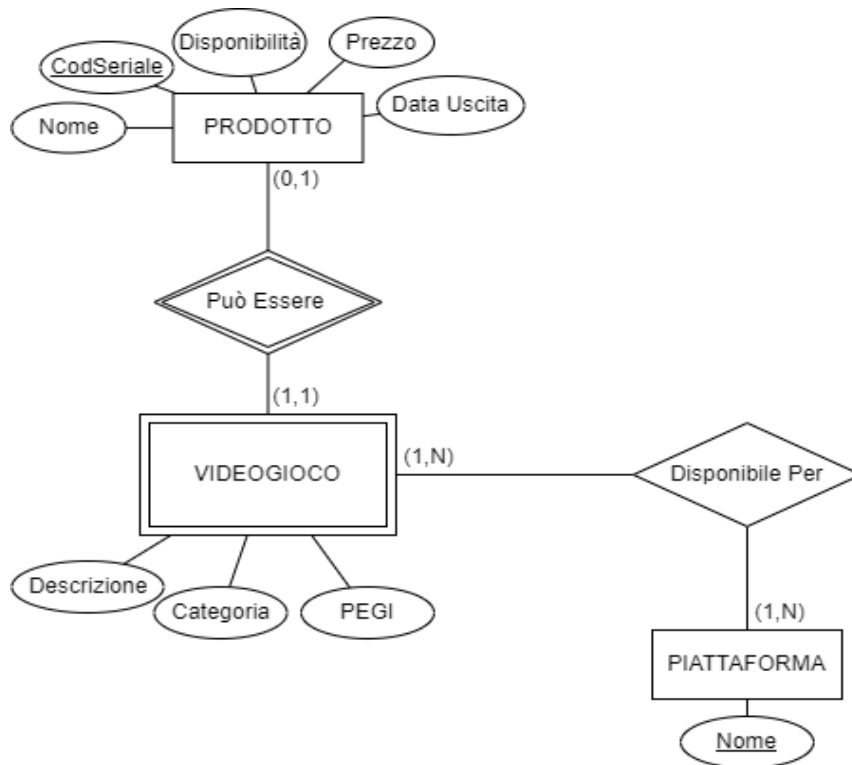 Disponibilità
Prezzo
CodSeriale
Data Uscita
Nome
PRODOTTO
(0,1)
Può Essere
(1,1)
VIDEOGIOCO
(1,N)
Disponibile Per
Descrizione
Categoria
PEGI
(1,N)
PIATTAFORMA
Nome